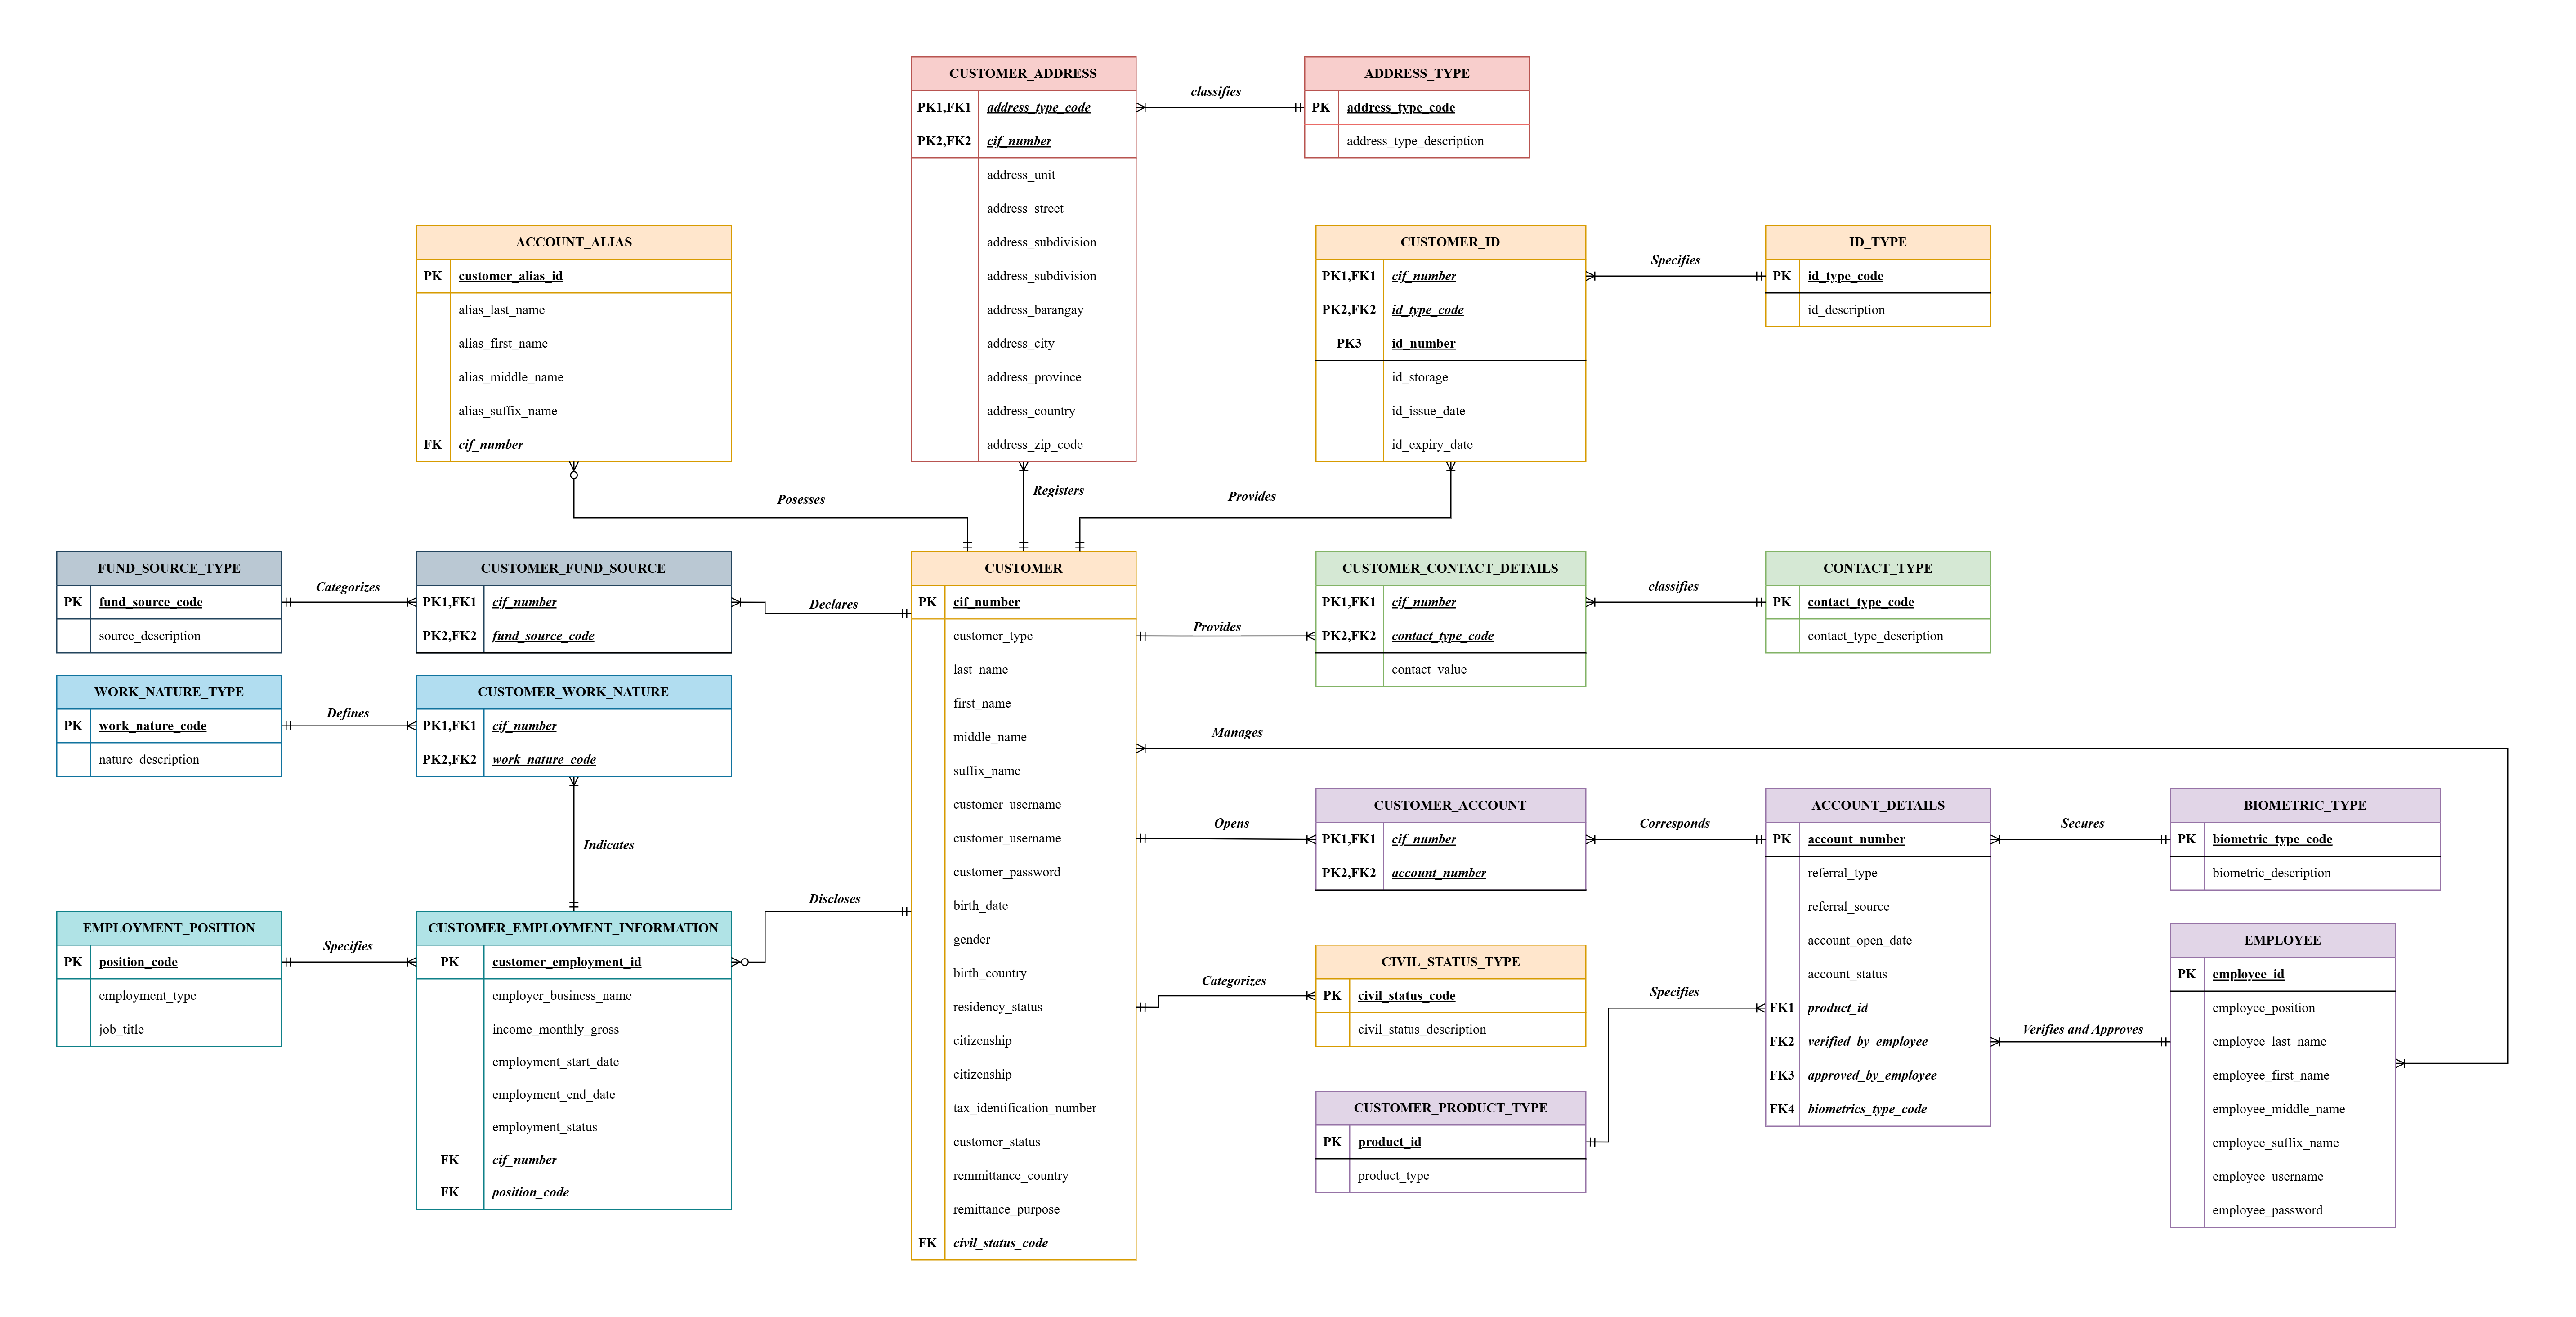 CUSTOMER_ADDRESS
PK1,FK1 address_type_code
PK2,FK2 cif_number
address_unit
address_street
address_subdivision
address_subdivision
address_barangay
address_city
address_province
address_country
address_zip_code
classifies
ADDRESS_TYPE
PK address_type_code
address_type_description
ACCOUNT_ALIAS
PK customer_alias_id
alias_last_name
alias_first_name
alias_middle_name
alias_suffix_name
FK cif_number
CUSTOMER_ID
PK1,FK1 cif_number
PK2,FK2 id_type_code
PK3 id_number
id_storage
id_issue_date
id_expiry_date
Specifies
ID_TYPE
PK id_type_code
id_description
Posesses
Registers
Provides
FUND_SOURCE_TYPE
PK fund_source_code
source_description
Categorizes
CUSTOMER_FUND_SOURCE
PK1,FK1 cif_number
PK2,FK2 fund_source_code
Declares
CUSTOMER
PK cif_number
customer_type
last_name
first_name
middle_name
suffix_name
customer_username
customer_username
customer_password
birth_date
gender
birth_country
residency_status
citizenship
citizenship
tax_identification_number
customer_status
remmittance_country
remittance_purpose
FK civil_status_code
Provides
CUSTOMER_CONTACT_DETAILS
PK1,FK1 cif_number
PK2,FK2 contact_type_code
contact_value
classifies
CONTACT_TYPE
PK contact_type_code
contact_type_description
WORK_NATURE_TYPE
PK work_nature_code
nature_description
Defines
CUSTOMER_WORK_NATURE
PK1,FK1 cif_number
PK2,FK2 work_nature_code
Indicates
Manages
Opens
CUSTOMER_ACCOUNT
PK1,FK1 cif_number
PK2,FK2 account_number
Corresponds
ACCOUNT_DETAILS
PK account_number
referral_type
referral_source
account_open_date
account_status
FK1 product_id
FK2 verified_by_employee
FK3 approved_by_employee
FK4 biometrics_type_code
Secures
BIOMETRIC_TYPE
PK biometric_type_code
biometric_description
EMPLOYMENT_POSITION
PK position_code
employment_type
job_title
Specifies
CUSTOMER_EMPLOYMENT_INFORMATION
PK customer_employment_id
employer_business_name
income_monthly_gross
employment_start_date
employment_end_date
employment_status
FK cif_number
FK position_code
Discloses
Categorizes
CIVIL_STATUS_TYPE
PK civil_status_code
civil_status_description
Specifies
CUSTOMER_PRODUCT_TYPE
PK product_id
product_type
Verifies and Approves
EMPLOYEE
PK employee_id
employee_position
employee_last_name
employee_first_name
employee_middle_name
employee_suffix_name
employee_username
employee_password